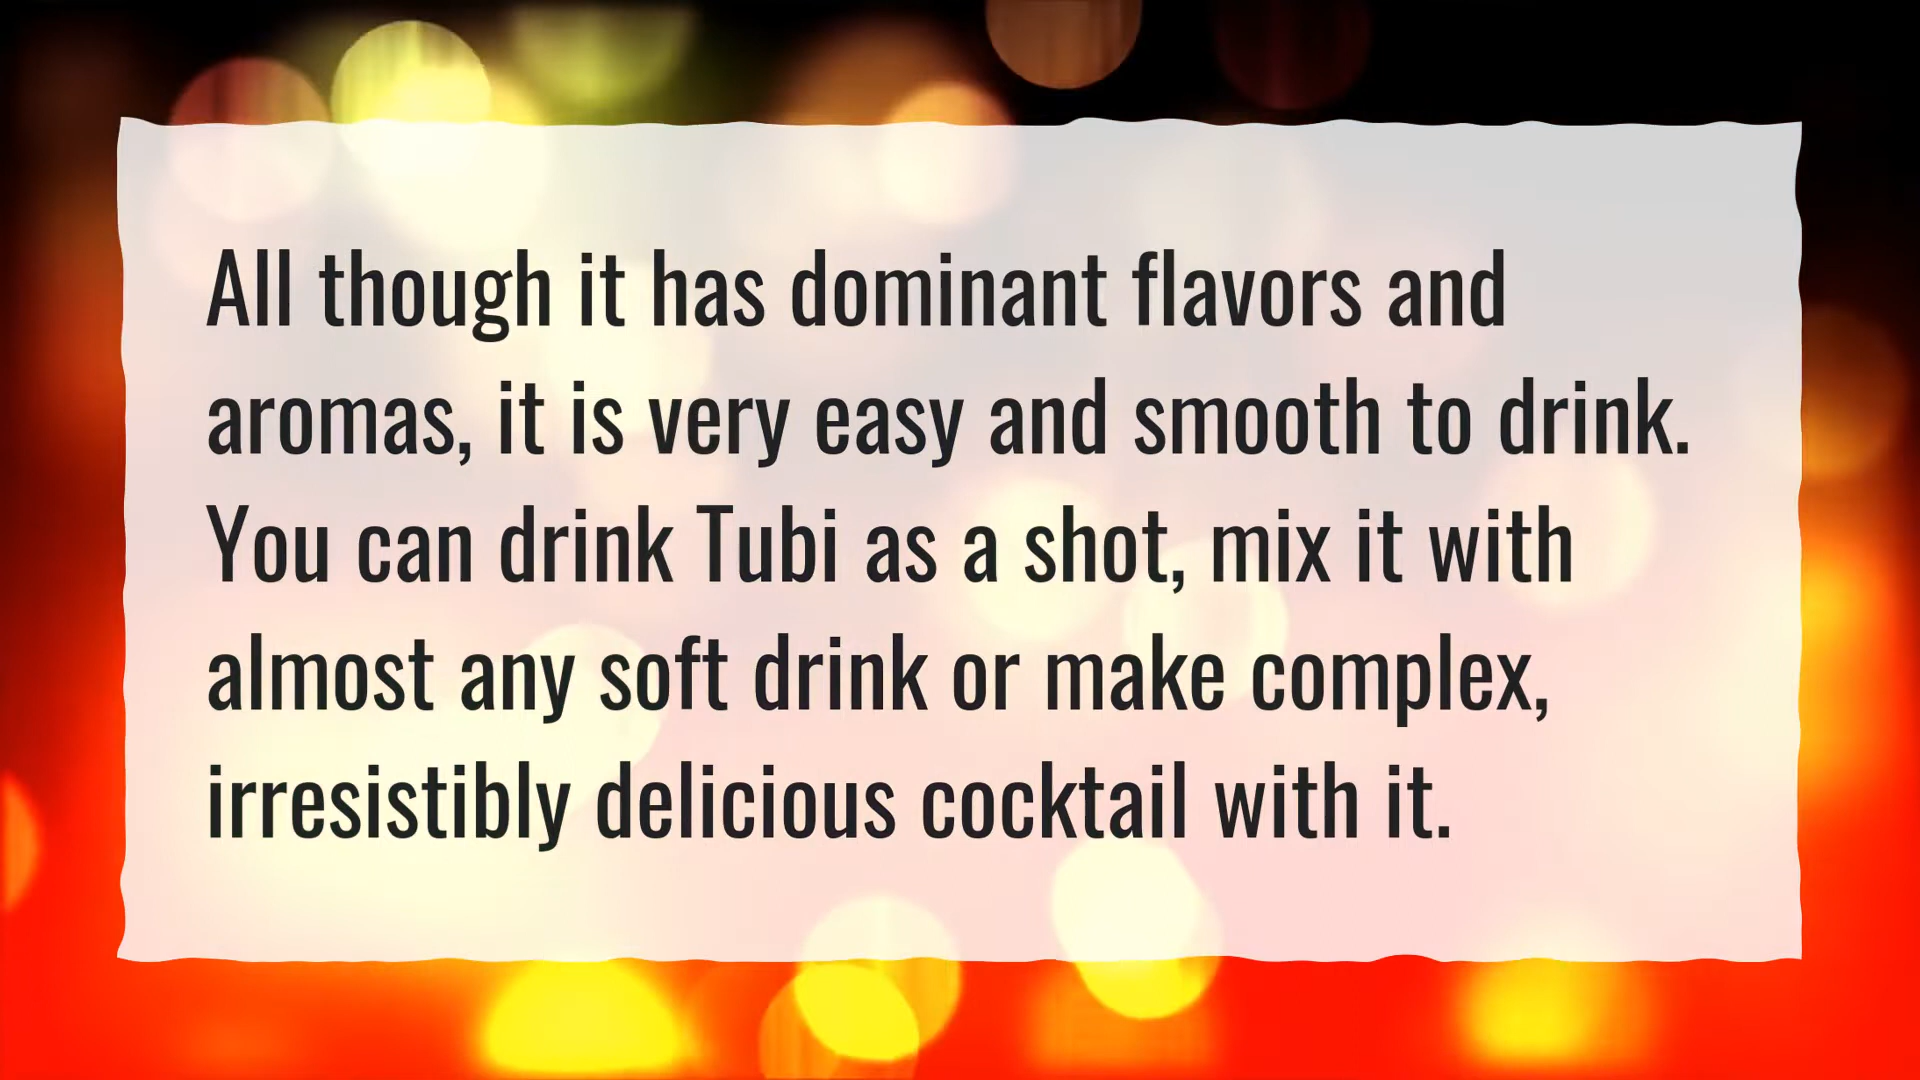 All though it has dominant flavors and
aromas, it is very easy and smooth to drink.
You can drink Tubi as a shot, mix it with
almost any soft drink or make complex,
irresistibly delicious cocktail with it.